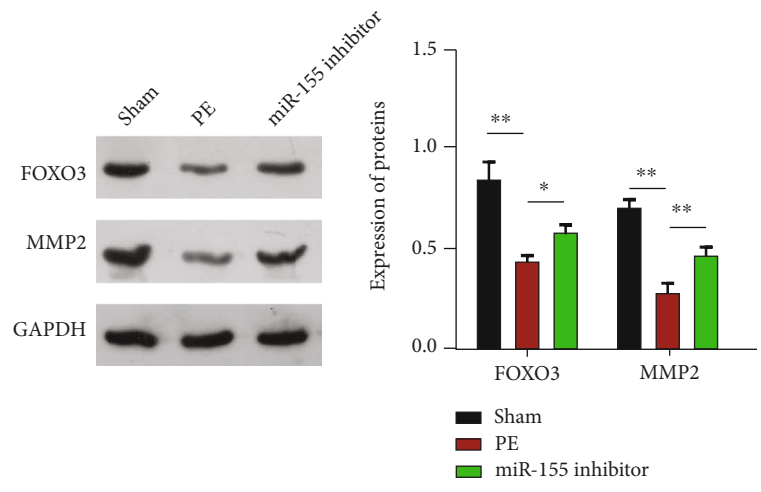 Sham
PE
miR-155 inhibitor
FOXO3
MMP2
GAPDH
Expression of proteins
1.5
1.0
0.5
0.0
**
*
**
**
FOXO3
MMP2
Sham
PE
miR-155 inhibitor